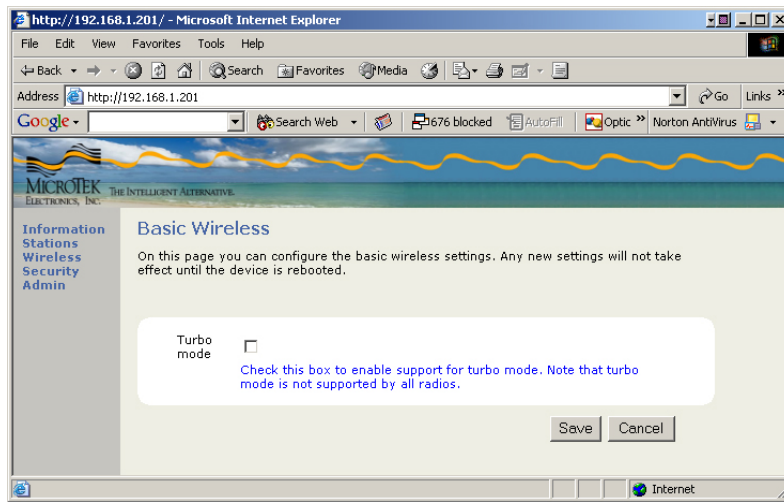 http://192.168.1.201/ - Microsoft Internet Explorer
File Edit View Favorites Tools Help
Back Search Favorites Media
Address http://192.168.1.201 Go Links »
Google Search Web 676 blocked AutoFill Optic » Norton AntiVirus
MICROTEK THE INTELLIGENT ALTERNATIVE.
ELECTRONICS, INC.
Information
Stations
Wireless
Security
Admin
Basic Wireless
On this page you can configure the basic wireless settings. Any new settings will not take
effect until the device is rebooted.
Turbo
mode
Check this box to enable support for turbo mode. Note that turbo
mode is not supported by all radios.
Save Cancel
Internet